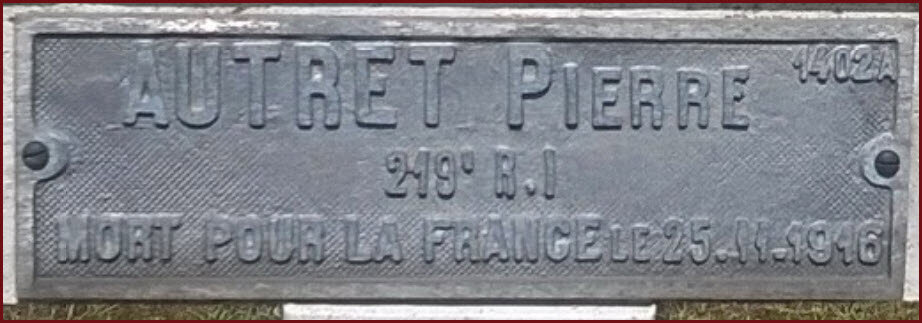 AUTRET PIERRE 1402A
219e R.I
MORT POUR LA FRANCE LE 25.11.1916